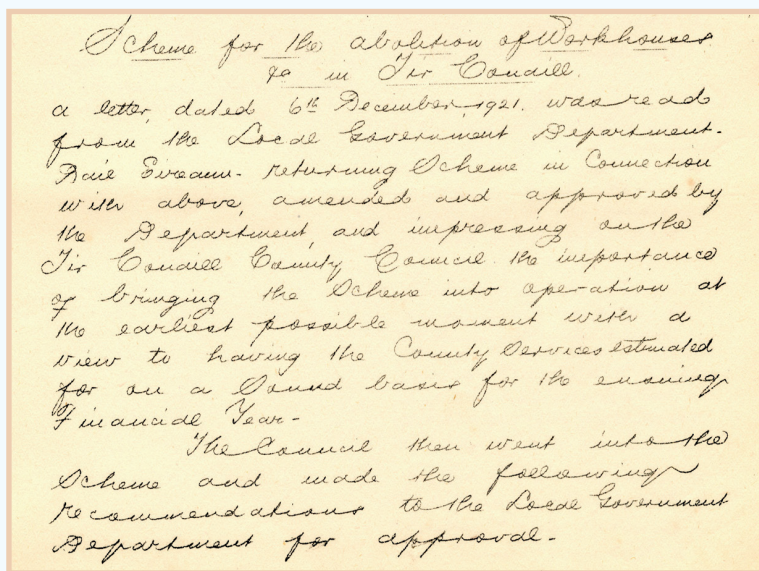 Scheme for the abolition of Workhouses
&c in Tir Conaill.
a letter, dated 6th December, 1921. was read
from the Local Government Department.
Dail Eireann - returning Scheme in Connection
with above, amended and approved by
the Department, and impressing on the
Tir Conaill County Council the importance
of bringing the Scheme into operation at
the earliest possible moment with a
view to having the County Services estimated
for on a Sound basis for the ensuing
Financial Year-
The Council then went into the
Scheme and made the following
recommendations to the Local Government
Department for approval.-